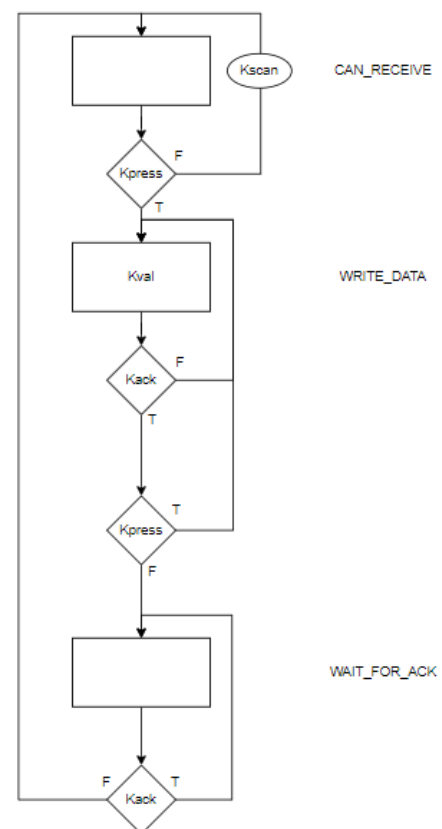 Kscan
CAN_RECEIVE
F
Kpress
T
Kval
WRITE_DATA
F
Kack
T
T
Kpress
F
WAIT_FOR_ACK
F
T
Kack